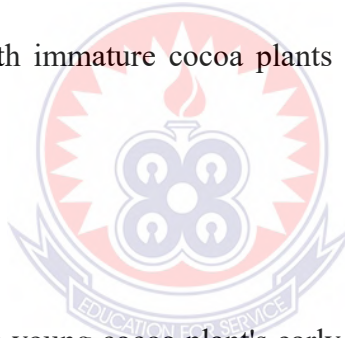 th immature cocoa plants
EDUCATION FOR SERVICE
young cocoa plant's early